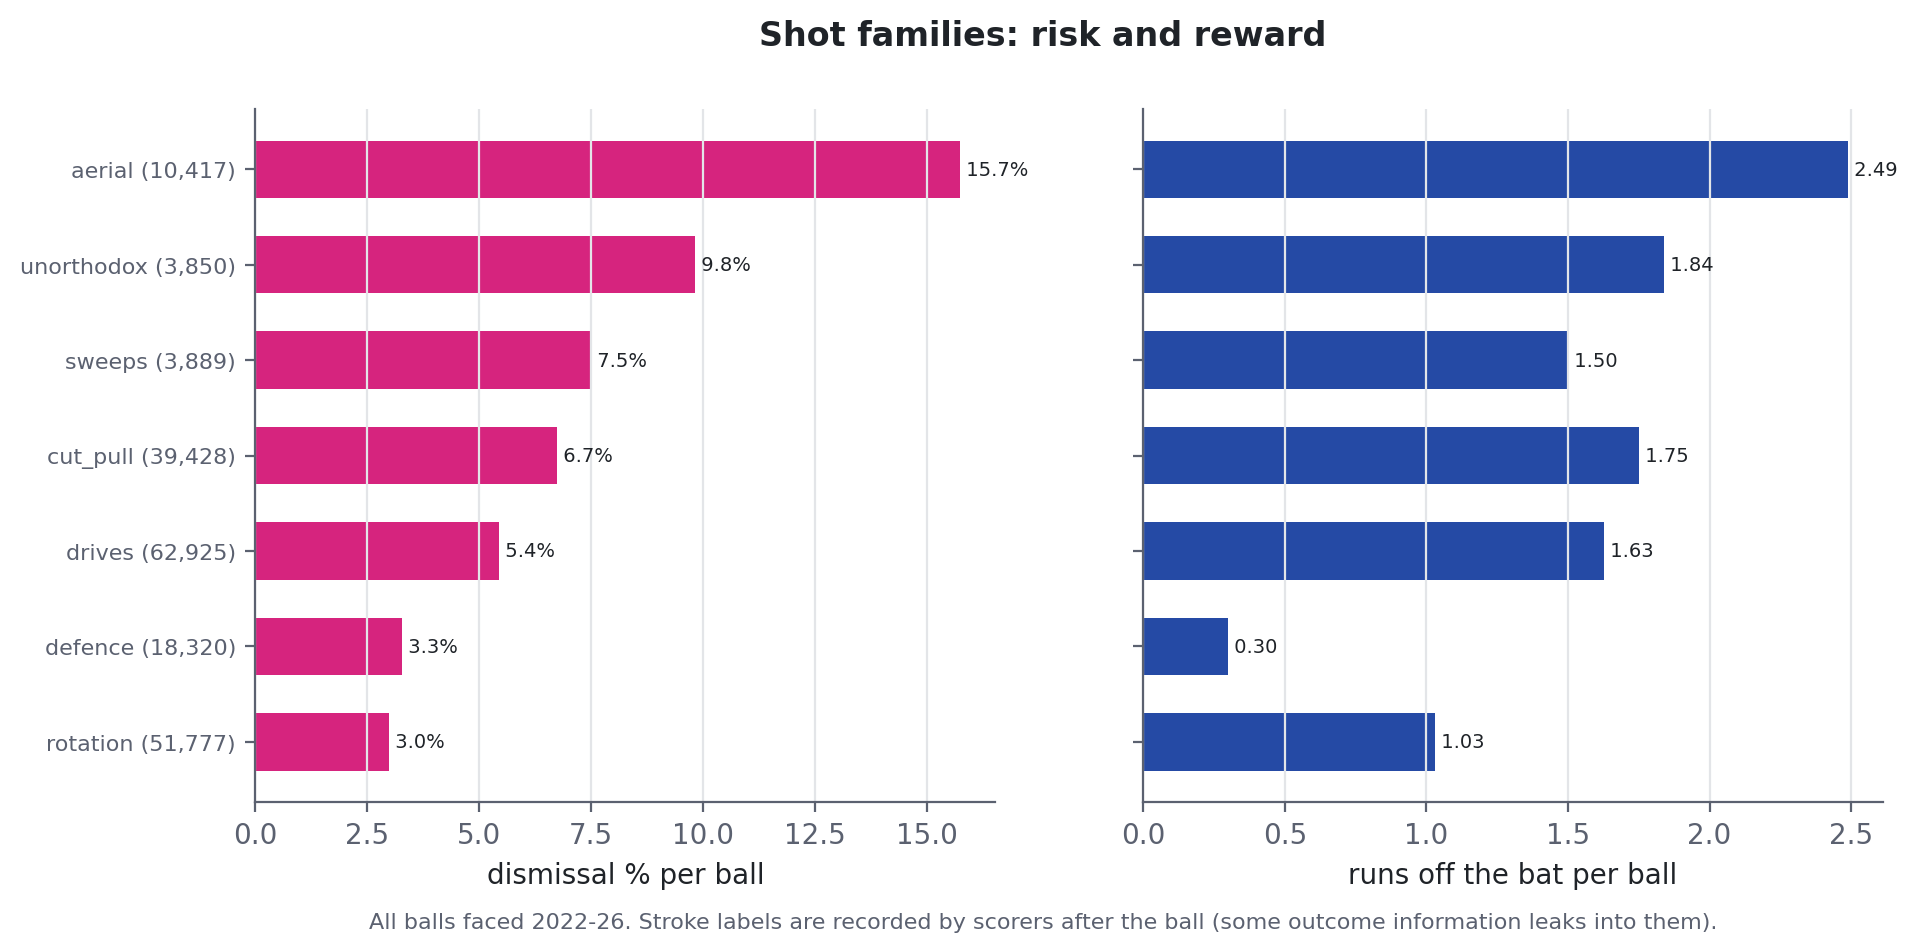 Shot families: risk and reward
aerial (10,417)
15.7%
2.49
unorthodox (3,850)
9.8%
1.84
sweeps (3,889)
7.5%
1.50
cut_pull (39,428)
6.7%
1.75
drives (62,925)
5.4%
1.63
defence (18,320)
3.3%
0.30
rotation (51,777)
3.0%
1.03
0.0 2.5 5.0 7.5 10.0 12.5 15.0
0.0 0.5 1.0 1.5 2.0 2.5
dismissal % per ball
runs off the bat per ball
All balls faced 2022-26. Stroke labels are recorded by scorers after the ball (some outcome information leaks into them).